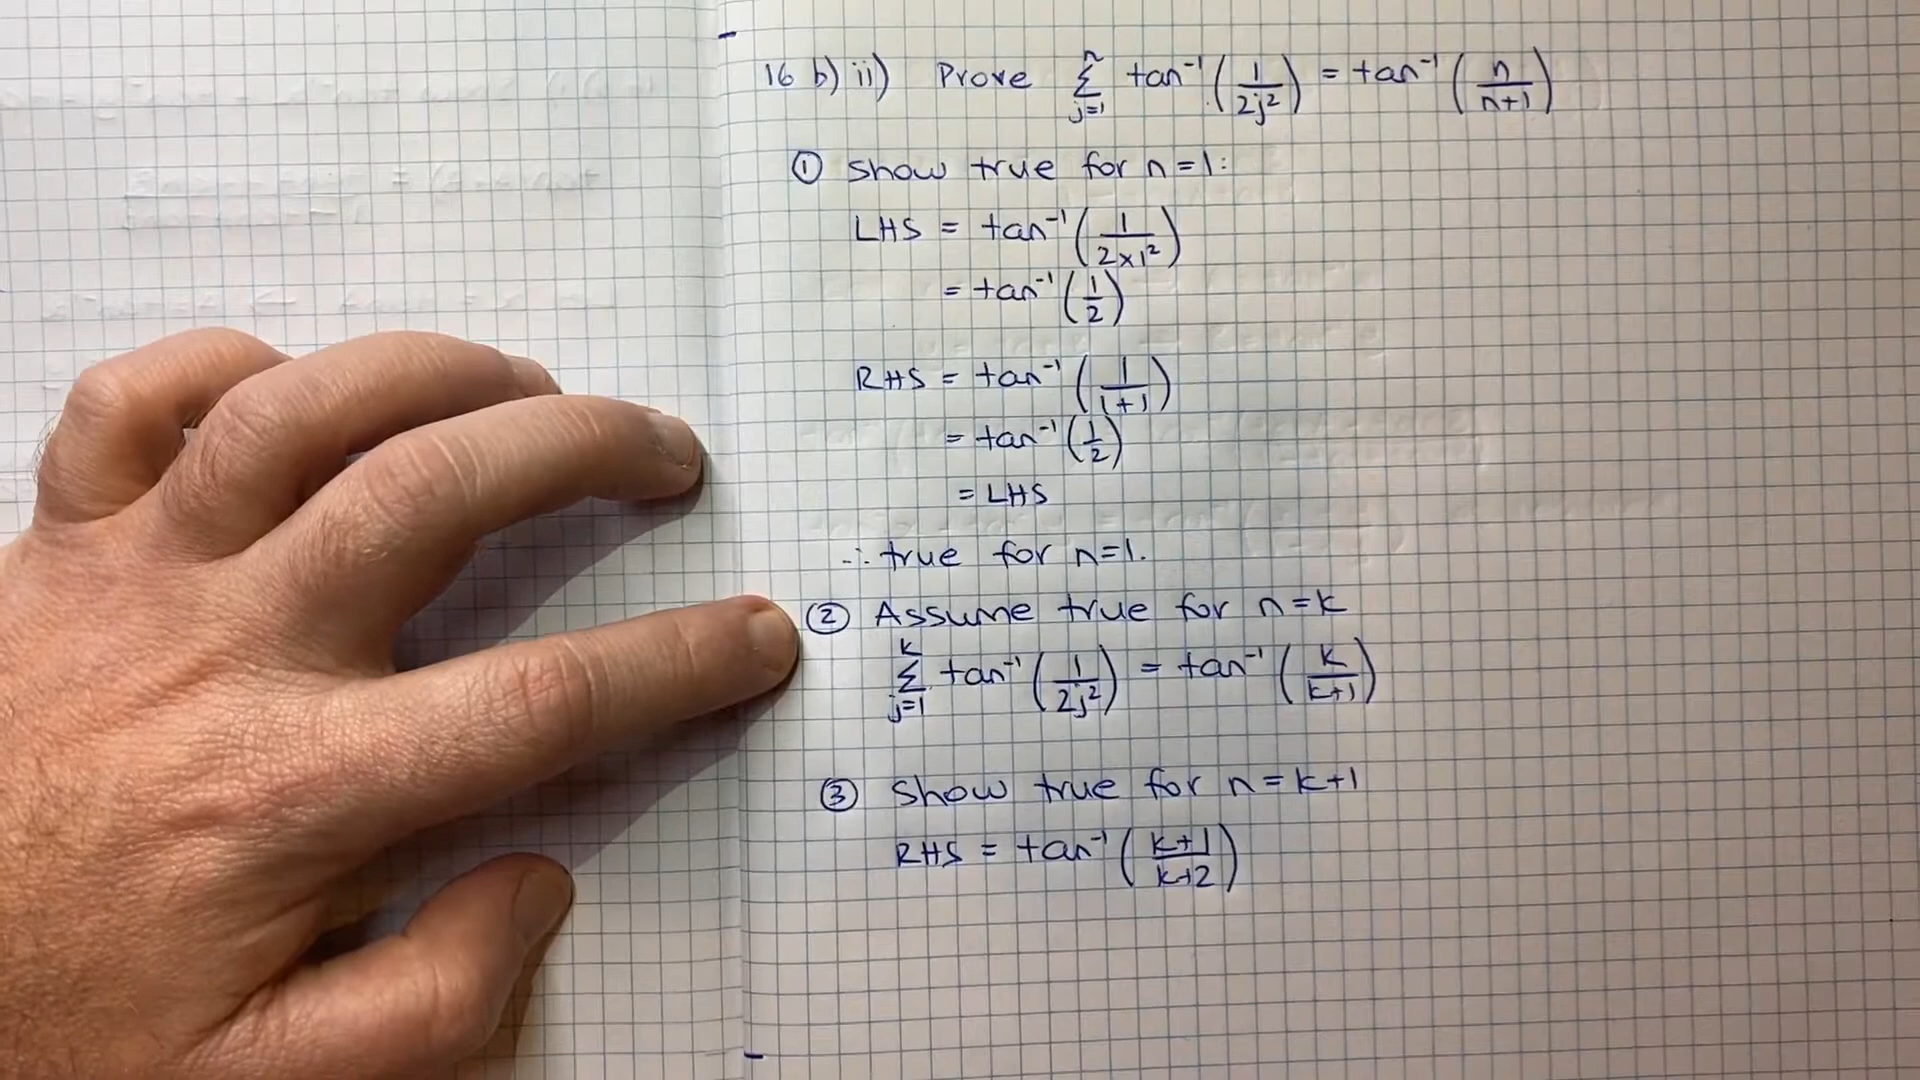 16 b) ii) Prove n Σ j=1 tan⁻¹(1/2j²) = tan⁻¹(n/n+1)
① Show true for n=1:
LHS = tan⁻¹(1/2×1²)
= tan⁻¹(1/2)
RHS = tan⁻¹(1/1+1)
= tan⁻¹(1/2)
= LHS
∴ true for n=1.
② Assume true for n=k
k Σ j=1 tan⁻¹(1/2j²) = tan⁻¹(k/k+1)
③ Show true for n=k+1
RHS = tan⁻¹(k+1/k+2)